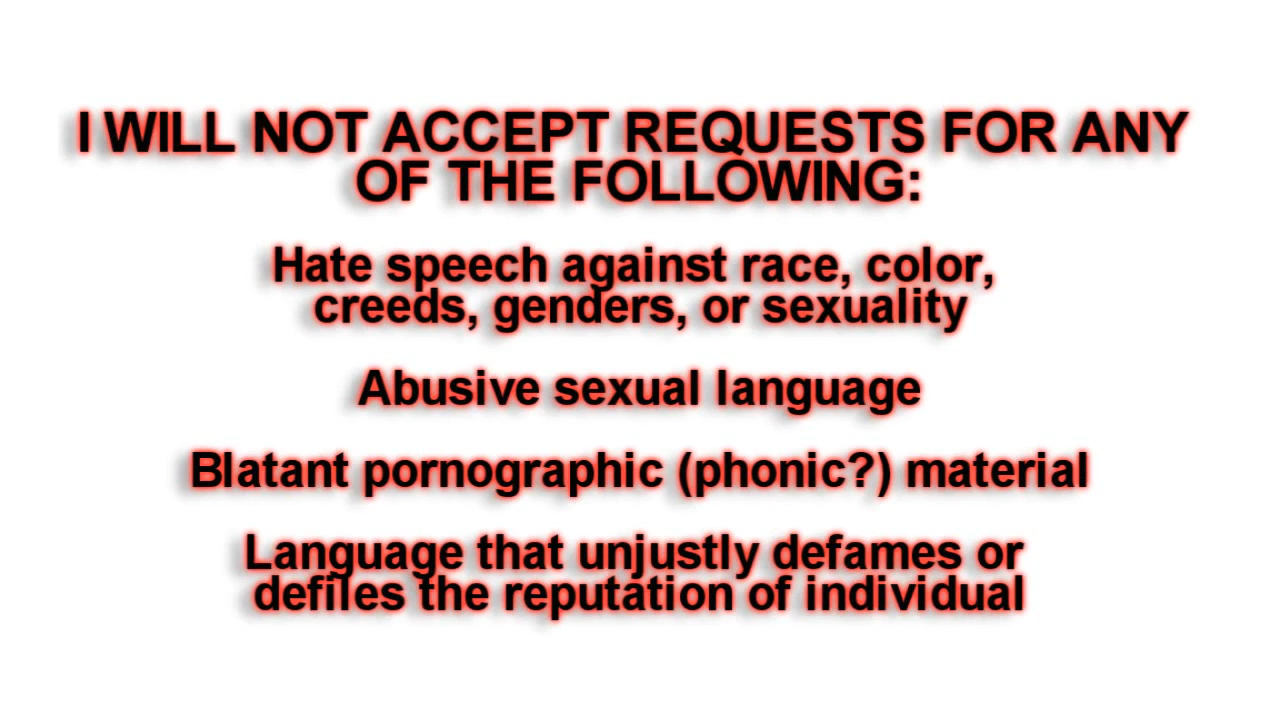 I WILL NOT ACCEPT REQUESTS FOR ANY
OF THE FOLLOWING:
Hate speech against race, color,
creeds, genders, or sexuality
Abusive sexual language
Blatant pornographic (phonic?) material
Language that unjustly defames or
defiles the reputation of individual